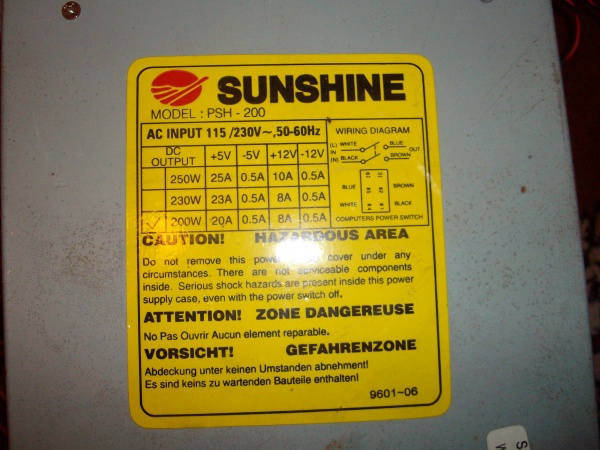 SUNSHINE
MODEL : PSH - 200
AC INPUT 115 /230V~,50-60Hz
DC OUTPUT +5V -5V +12V -12V
250W 25A 0.5A 10A 0.5A
230W 23A 0.5A 8A 0.5A
200W 20A 0.5A 8A 0.5A
WIRING DIAGRAM
(L) WHITE BLUE
IN OUT
(N) BLACK BROWN
BLUE BROWN
WHITE BLACK
COMPUTERS POWER SWITCH
CAUTION! HAZARDOUS AREA
Do not remove this power cover under any
circumstances. There are not serviceable components
inside. Serious shock hazards are present inside this power
supply case, even with the power switch off.
ATTENTION! ZONE DANGEREUSE
No Pas Ouvrir Aucun element reparable.
VORSICHT! GEFAHRENZONE
Abdeckung unter keinen Umstanden abnehment!
Es sind keins zu wartenden Bauteile enthalten!
9601~06
S